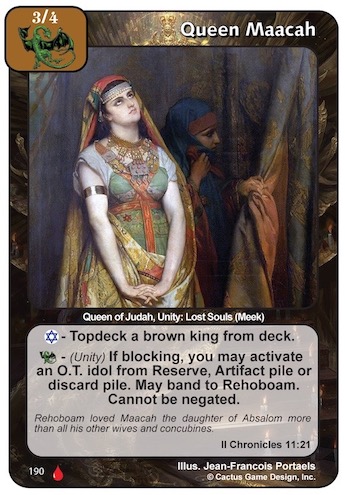 3/4
Queen Maacah
Queen of Judah, Unity: Lost Souls (Meek)
- Topdeck a brown king from deck.
- (Unity) If blocking, you may activate
an O.T. idol from Reserve, Artifact pile or
discard pile. May band to Rehoboam.
Cannot be negated.
Rehoboam loved Maacah the daughter of Absalom more
than all his other wives and concubines.
II Chronicles 11:21
190
Illus. Jean-Francois Portaels
© Cactus Game Design, Inc.